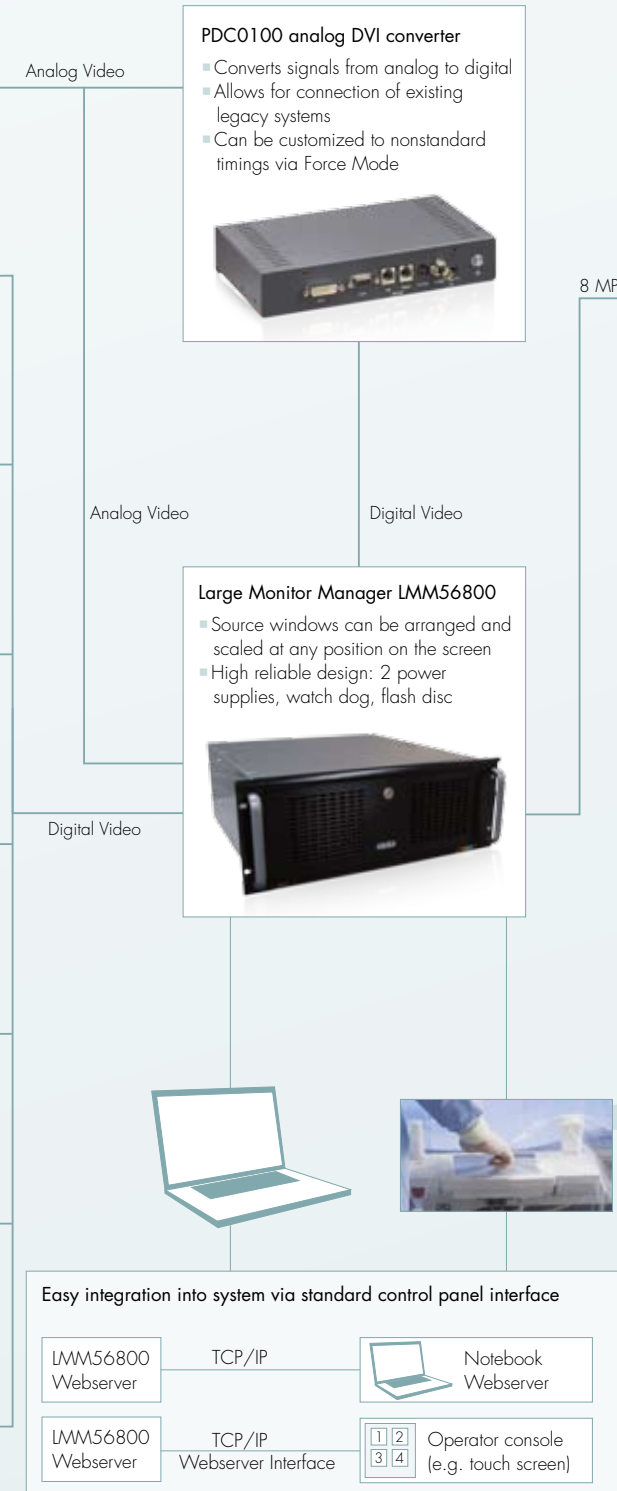 PDC0100 analog DVI converter
Converts signals from analog to digital
Allows for connection of existing
legacy systems
Can be customized to nonstandard
timings via Force Mode
Analog Video
8 MP
Analog Video
Digital Video
Large Monitor Manager LMM56800
Source windows can be arranged and
scaled at any position on the screen
High reliable design: 2 power
supplies, watch dog, flash disc
Digital Video
Easy integration into system via standard control panel interface
LMM56800
Webserver
TCP/IP
Notebook
Webserver
LMM56800
Webserver
TCP/IP
Webserver Interface
1 2
3 4
Operator console
(e.g. touch screen)